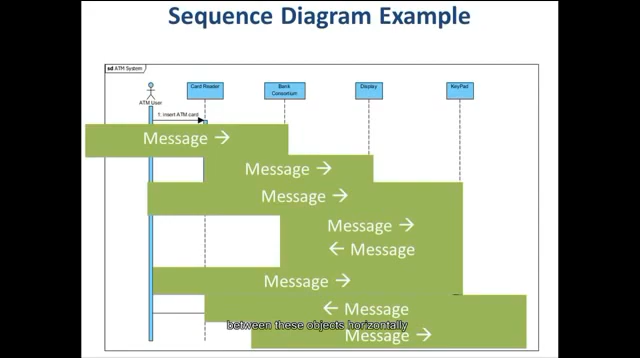 Sequence Diagram Example
sd ATM System
Card Reader
Bank
Consortium
Display
KeyPad
ATM User
1. Insert ATM card
Message →
Message →
Message →
Message →
← Message
Message →
← Message
between these objects horizontally
Message →